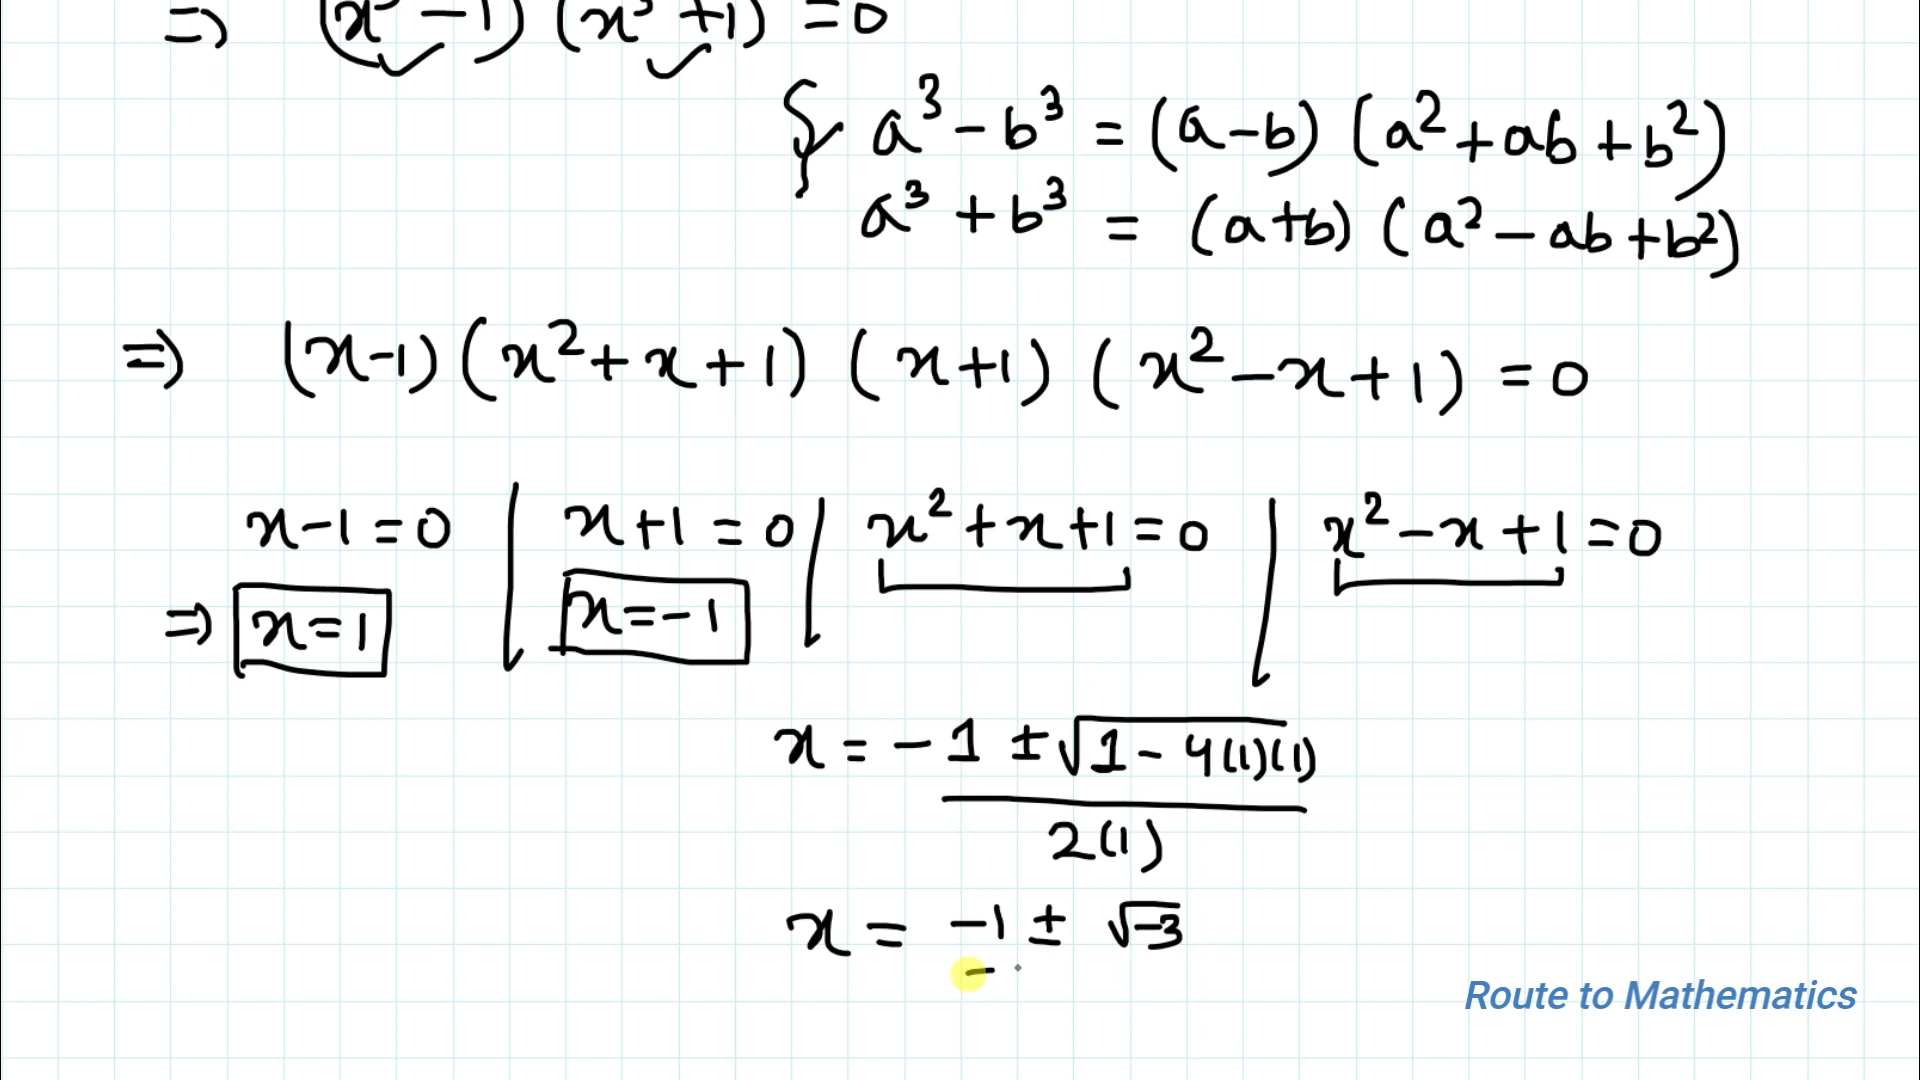 => (x³ - 1) (x³ + 1) = 0
a³ - b³ = (a - b) (a² + ab + b²)
a³ + b³ = (a + b) (a² - ab + b²)
=> (x-1) (x² + x + 1) (x+1) (x² - x + 1) = 0
x - 1 = 0 | x + 1 = 0 | x² + x + 1 = 0 | x² - x + 1 = 0
=> x = 1 x = -1
x = -1 ± √1 - 4(1)(1)
2(1)
x = -1 ± √-3
Route to Mathematics